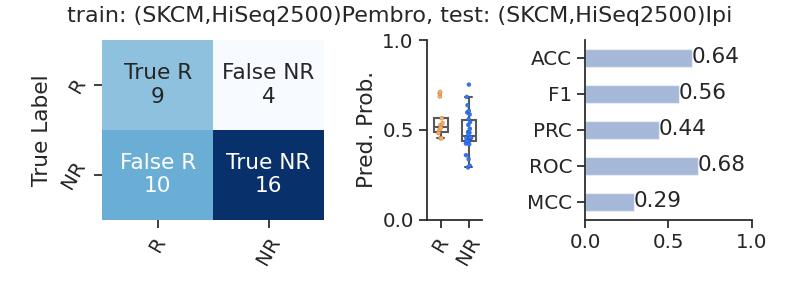 train: (SKCM,HiSeq2500)Pembro, test: (SKCM,HiSeq2500)Ipi
True Label
R
NR
True R
9
False NR
4
False R
10
True NR
16
R
NR
Pred. Prob.
1.0
0.5
0.0
R
NR
ACC
0.64
F1
0.56
PRC
0.44
ROC
0.68
MCC
0.29
0.0
0.5
1.0